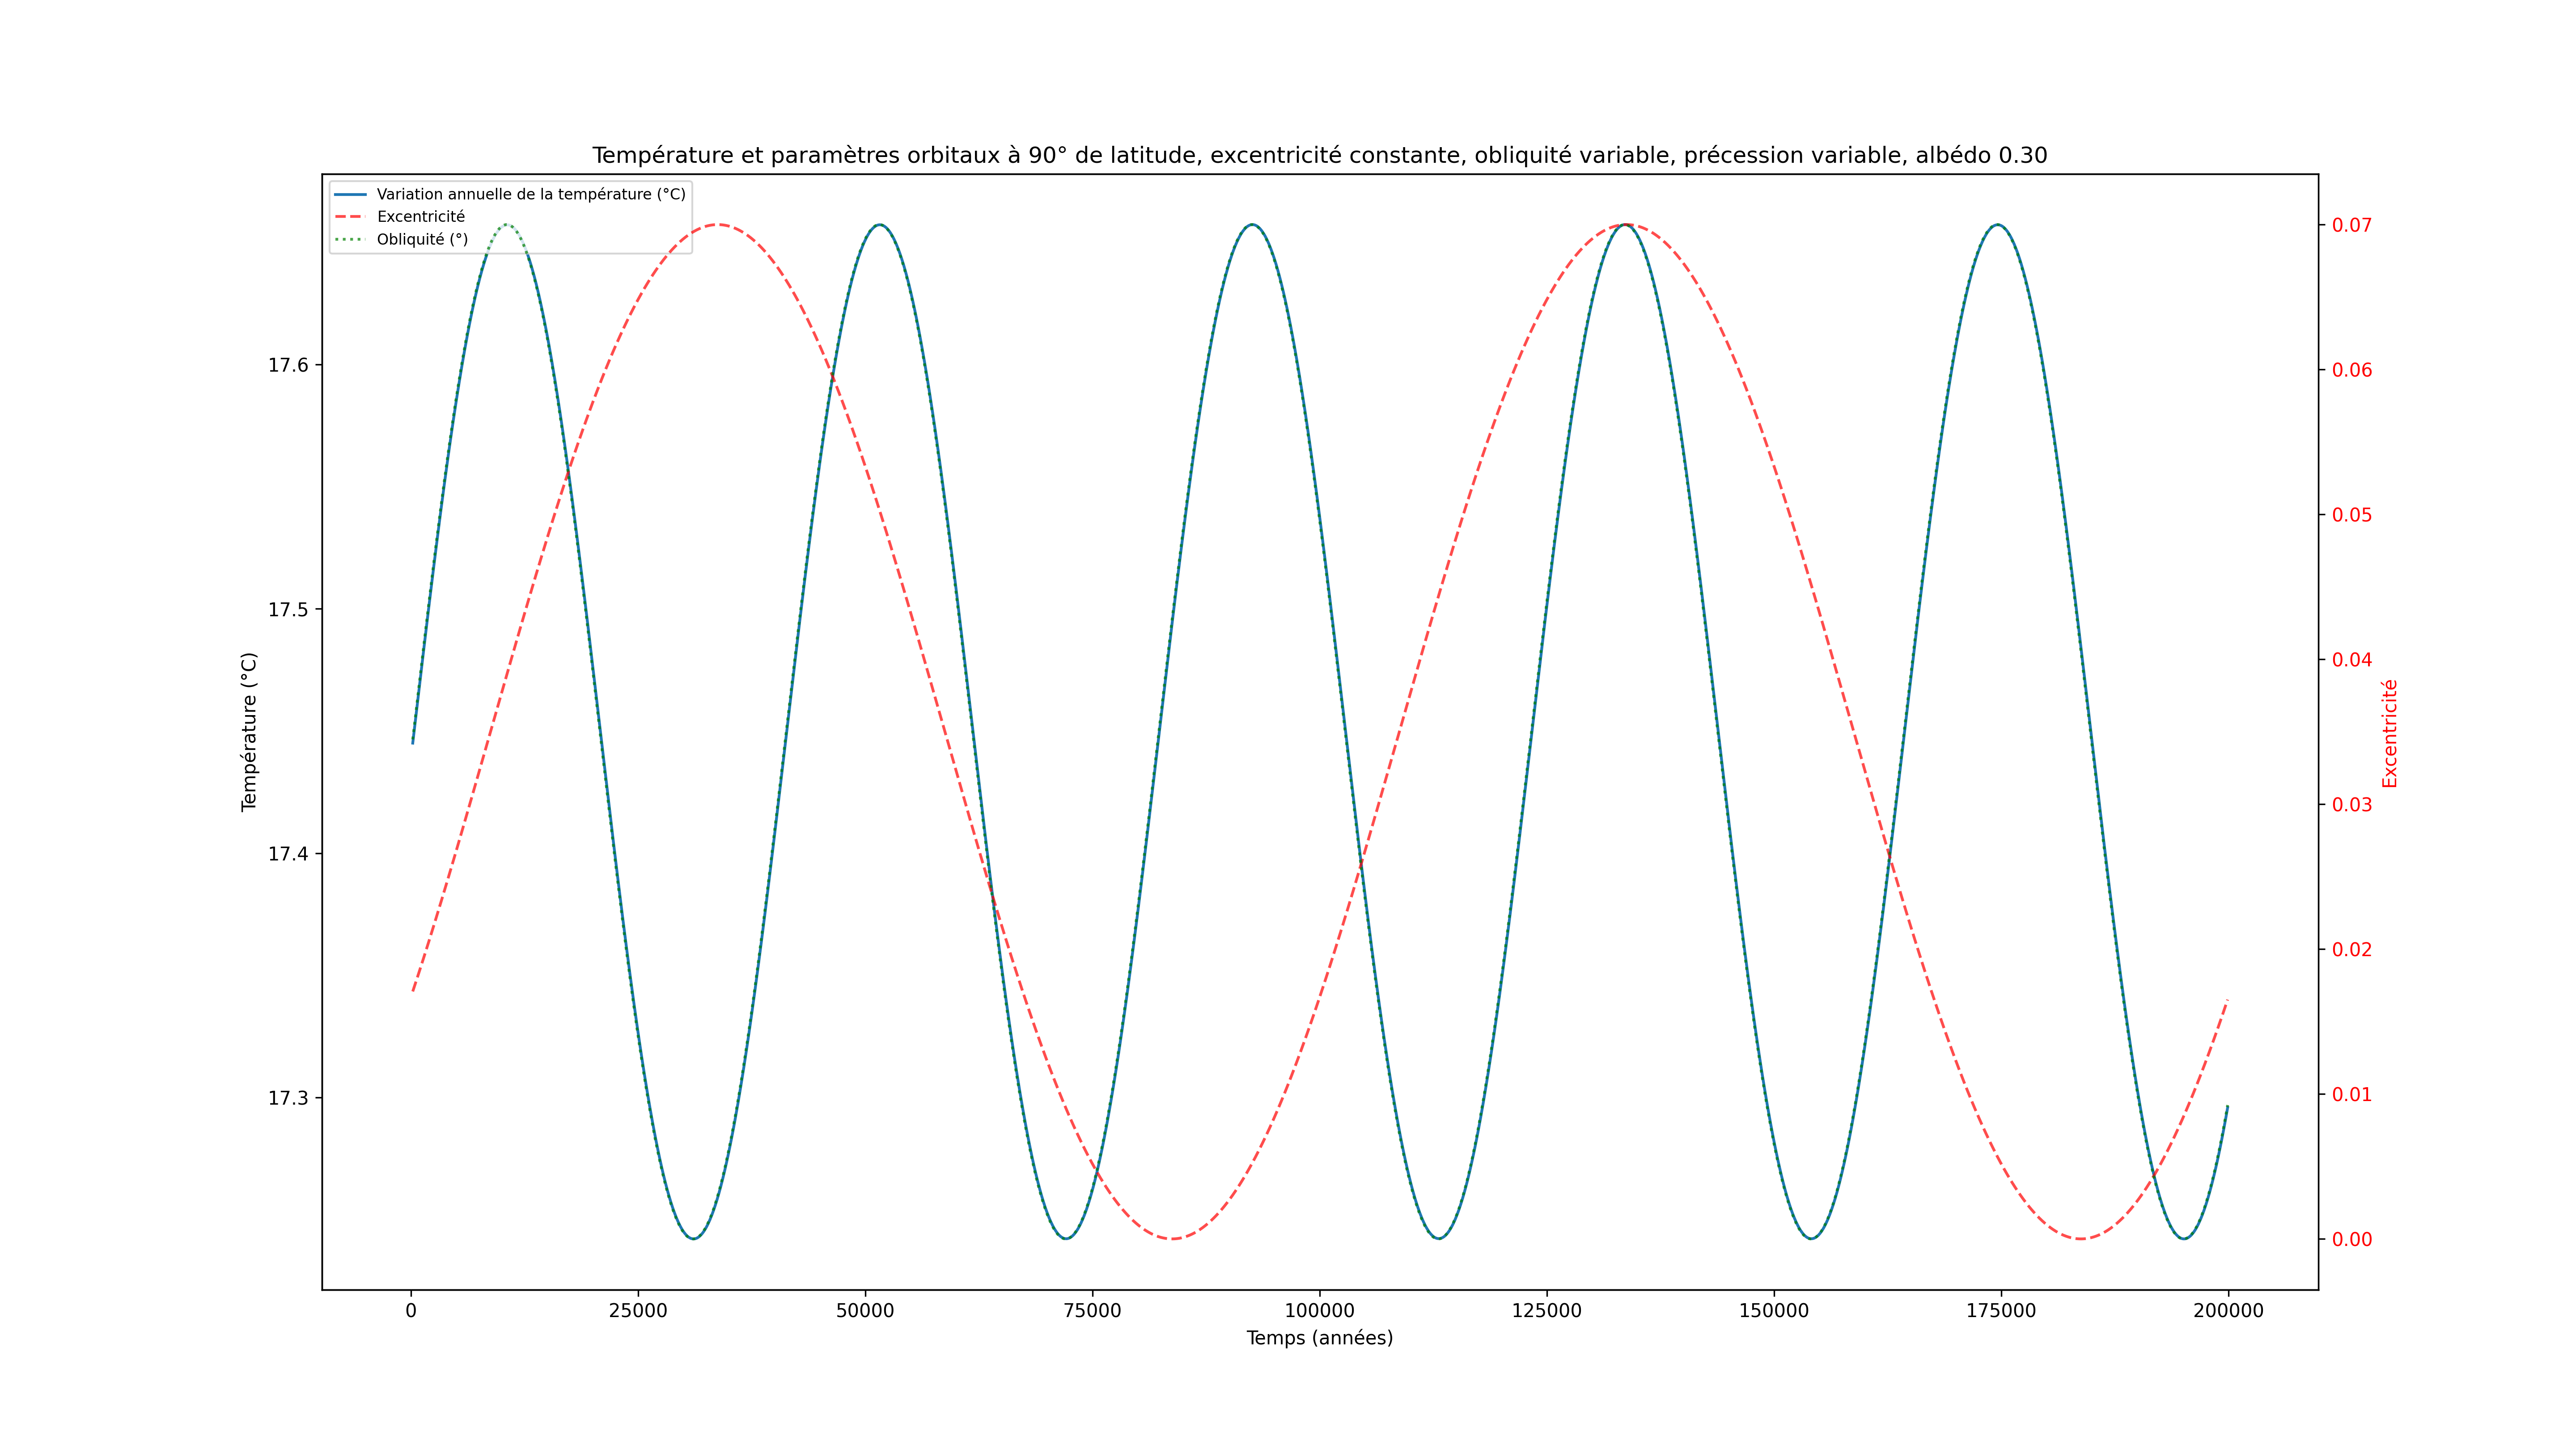 Température et paramètres orbitaux à 90° de latitude, excentricité constante, obliquité variable, précession variable, albédo 0.30
Variation annuelle de la température (°C)
Excentricité
Obliquité (°)
Température (°C)
17.6
17.5
17.4
17.3
0.07
0.06
0.05
0.04
0.03
0.02
0.01
0.00
Excentricité
0 25000 50000 75000 100000 125000 150000 175000 200000
Temps (années)